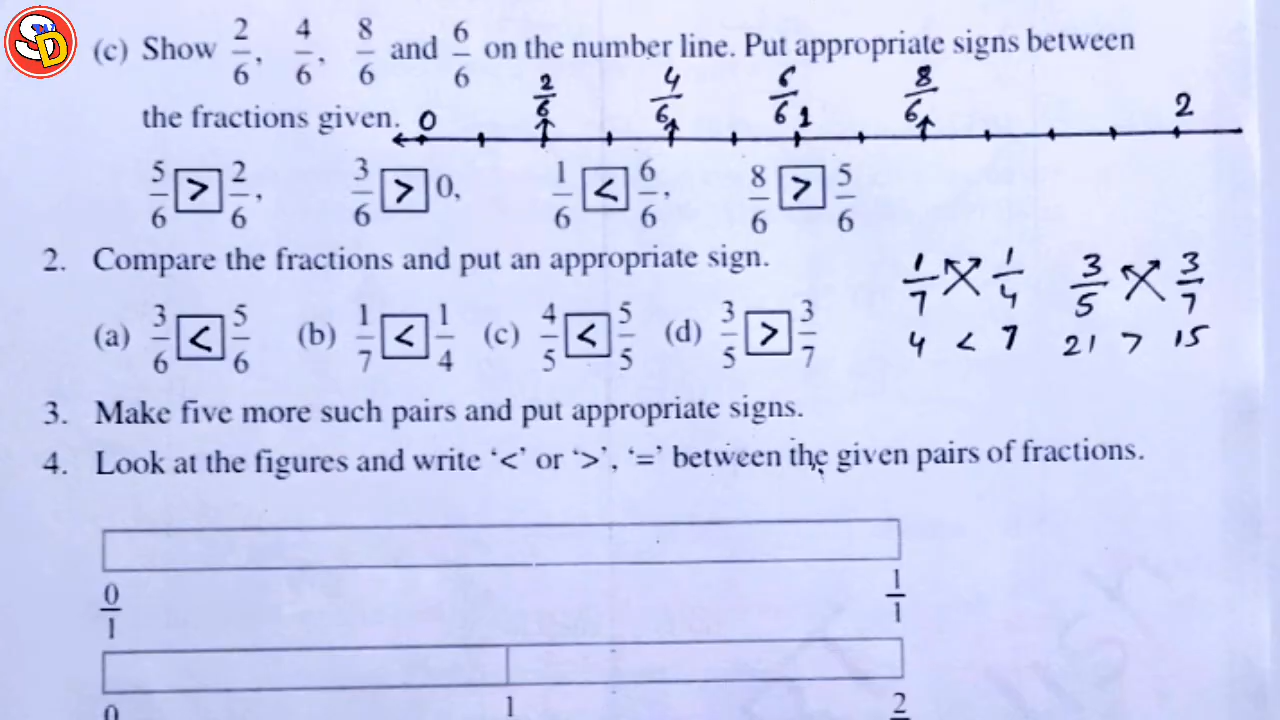 SD
(c) Show 2/6, 4/6, 8/6 and 6/6 on the number line. Put appropriate signs between
the fractions given.
0 2/6 4/6 6/6 1 8/6 2
5/6 > 2/6, 3/6 > 0, 1/6 < 6/6, 8/6 > 5/6
2. Compare the fractions and put an appropriate sign.
(a) 3/6 < 5/6 (b) 1/7 < 1/4 (c) 4/5 < 5/5 (d) 3/5 > 3/7
1/7 1/4 3/5 3/7
4 < 7 21 > 15
3. Make five more such pairs and put appropriate signs.
4. Look at the figures and write ‘<’ or ‘>’, ‘=’ between the given pairs of fractions.
0/1 1/1
0 1 2